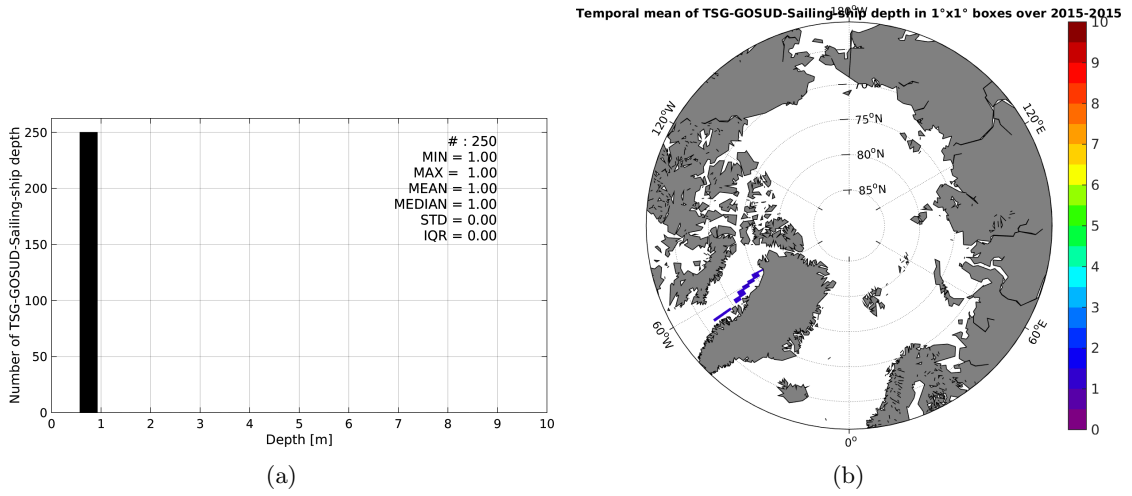 Temporal mean of TSG-GOSUD-Sailing-ship depth in 1°x1° boxes over 2015-2015
Number of TSG-GOSUD-Sailing-ship depth
250
200
150
100
50
0
# : 250
MIN = 1.00
MAX = 1.00
MEAN = 1.00
MEDIAN = 1.00
STD = 0.00
IQR = 0.00
0 1 2 3 4 5 6 7 8 9 10
Depth [m]
(a)
180°W
120°W
120°E
70°N
75°N
80°N
85°N
60°W
60°E
0°
10
9
8
7
6
5
4
3
2
1
0
(b)